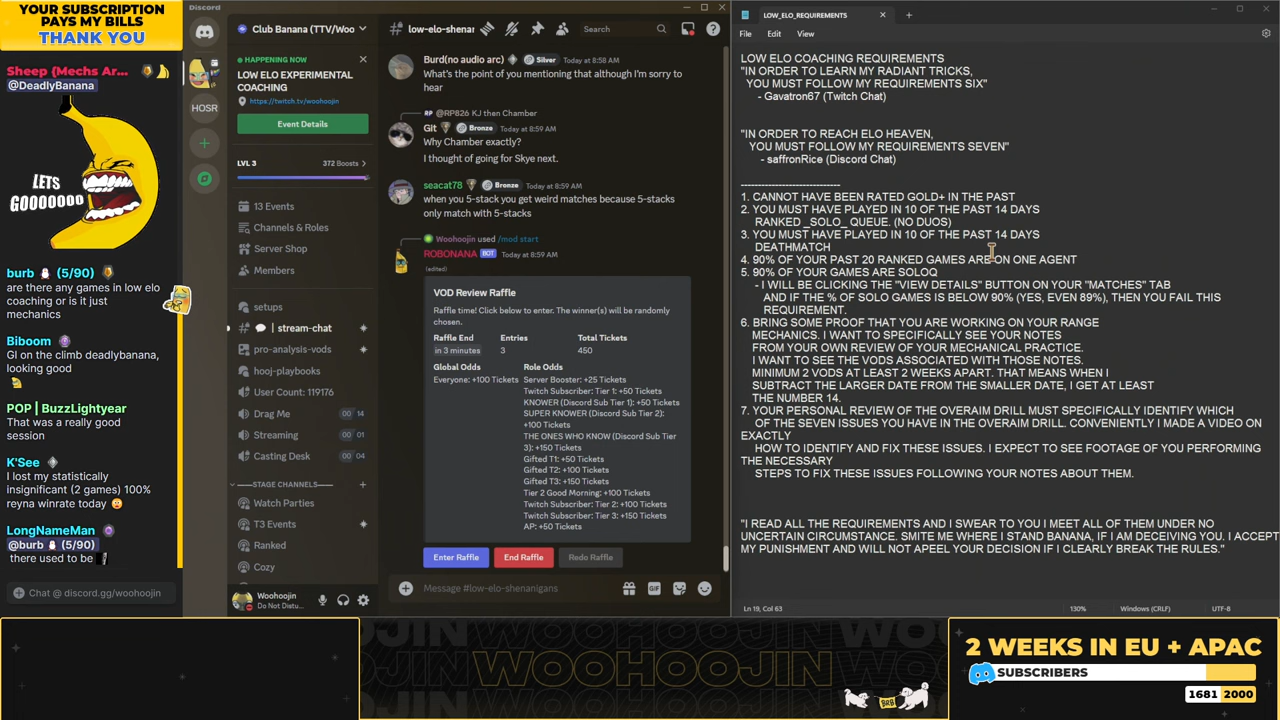 YOUR SUBSCRIPTION
PAYS MY BILLS
THANK YOU
Sheep {Mechs Ar...
@DeadlyBanana
LETS
GOOOOOOO
burb (5/90)
are there any games in low elo
coaching or is it just
mechanics
Biboom
GI on the climb deadlybanana,
looking good
POP | BuzzLightyear
That was a really good
session
K'See
I lost my statistically
insignificant (2 games) 100%
reyna winrate today
LongNameMan
@burb (5/90)
there used to be
Chat @ discord.gg/woohoojin
Discord
HOSR
Club Banana (TTV/Woo
HAPPENING NOW
LOW ELO EXPERIMENTAL
COACHING
https://twitch.tv/woohoojin
Event Details
LVL 3
372 Boosts
13 Events
Channels & Roles
Server Shop
Members
setups
stream-chat
pro-analysis-vods
hooj-playbooks
User Count: 119176
Drag Me
00 14
Streaming
00 01
Casting Desk
00 04
STAGE CHANNELS
Watch Parties
T3 Events
Ranked
Cozy
Woohoojin
Do Not Distu...
low-elo-shenar
Search
Burd(no audio arc) Silver Today at 8:58 AM
What's the point of you mentioning that although I'm sorry to
hear
RP @RP826 KJ then Chamber
Git Bronze Today at 8:59 AM
Why Chamber exactly?
I thought of going for Skye next.
seacat78 Bronze Today at 8:59 AM
when you 5-stack you get weird matches because 5-stacks
only match with 5-stacks
Woohoojin used /mod start
ROBONANA BOT Today at 8:59 AM
(edited)
VOD Review Raffle
Raffle time! Click below to enter. The winner(s) will be randomly
chosen.
Raffle End Entries Total Tickets
in 3 minutes 3 450
Global Odds Role Odds
Everyone: +100 Tickets Server Booster: +25 Tickets
Twitch Subscriber: Tier 1: +50 Tickets
KNOWER (Discord Sub Tier 1): +50 Tickets
SUPER KNOWER (Discord Sub Tier 2):
+100 Tickets
THE ONES WHO KNOW (Discord Sub Tier
3): +150 Tickets
Gifted T1: +50 Tickets
Gifted T2: +100 Tickets
Gifted T3: +150 Tickets
Tier 2 Good Morning: +100 Tickets
Twitch Subscriber: Tier 2: +100 Tickets
Twitch Subscriber: Tier 3: +150 Tickets
AP: +50 Tickets
Enter Raffle End Raffle Redo Raffle
Message #low-elo-shenanigans
GIF
LOW_ELO_REQUIREMENTS
File Edit View
LOW ELO COACHING REQUIREMENTS
"IN ORDER TO LEARN MY RADIANT TRICKS,
YOU MUST FOLLOW MY REQUIREMENTS SIX"
- Gavatron67 (Twitch Chat)
"IN ORDER TO REACH ELO HEAVEN,
YOU MUST FOLLOW MY REQUIREMENTS SEVEN"
- saffronRice (Discord Chat)
-----------------------------
1. CANNOT HAVE BEEN RATED GOLD+ IN THE PAST
2. YOU MUST HAVE PLAYED IN 10 OF THE PAST 14 DAYS
RANKED _SOLO_ QUEUE. (NO DUOS)
3. YOU MUST HAVE PLAYED IN 10 OF THE PAST 14 DAYS
DEATHMATCH
4. 90% OF YOUR PAST 20 RANKED GAMES ARE ON ONE AGENT
5. 90% OF YOUR GAMES ARE SOLOQ
- I WILL BE CLICKING THE "VIEW DETAILS" BUTTON ON YOUR "MATCHES" TAB
AND IF THE % OF SOLO GAMES IS BELOW 90% (YES, EVEN 89%), THEN YOU FAIL THIS
REQUIREMENT.
6. BRING SOME PROOF THAT YOU ARE WORKING ON YOUR RANGE
MECHANICS. I WANT TO SPECIFICALLY SEE YOUR NOTES
FROM YOUR OWN REVIEW OF YOUR MECHANICAL PRACTICE.
I WANT TO SEE THE VODS ASSOCIATED WITH THOSE NOTES.
MINIMUM 2 VODS AT LEAST 2 WEEKS APART. THAT MEANS WHEN I
SUBTRACT THE LARGER DATE FROM THE SMALLER DATE, I GET AT LEAST
THE NUMBER 14.
7. YOUR PERSONAL REVIEW OF THE OVERAIM DRILL MUST SPECIFICALLY IDENTIFY WHICH
OF THE SEVEN ISSUES YOU HAVE IN THE OVERAIM DRILL. CONVENIENTLY I MADE A VIDEO ON
EXACTLY
HOW TO IDENTIFY AND FIX THESE ISSUES. I EXPECT TO SEE FOOTAGE OF YOU PERFORMING
THE NECESSARY
STEPS TO FIX THESE ISSUES FOLLOWING YOUR NOTES ABOUT THEM.
"I READ ALL THE REQUIREMENTS AND I SWEAR TO YOU I MEET ALL OF THEM UNDER NO
UNCERTAIN CIRCUMSTANCE. SMITE ME WHERE I STAND BANANA, IF I AM DECEIVING YOU. I ACCEPT
MY PUNISHMENT AND WILL NOT APEEL YOUR DECISION IF I CLEARLY BREAK THE RULES."
Ln 19, Col 63 130% Windows (CRLF) UTF-8
WOOHOOJIN
BRB
2 WEEKS IN EU + APAC
SUBSCRIBERS
1681 2000